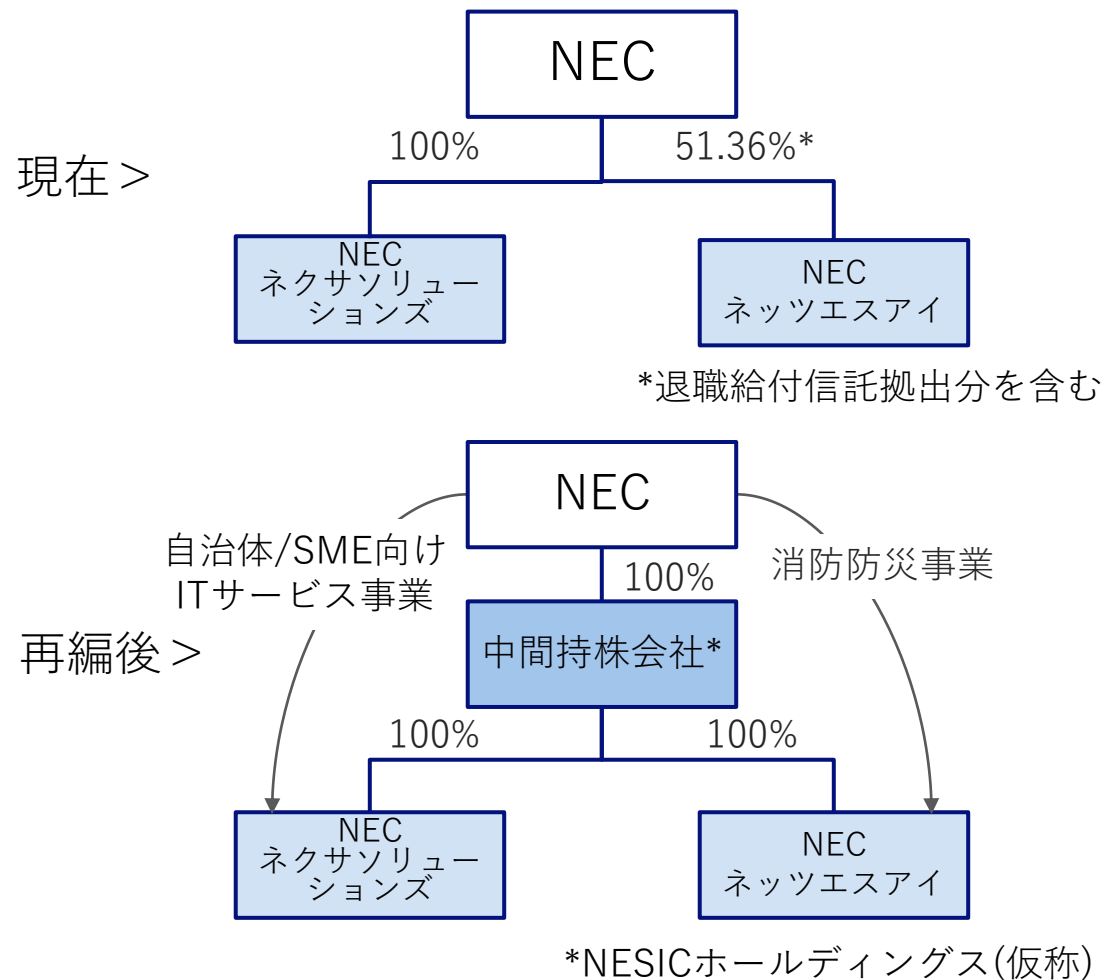 NEC
100%
51.36%*
現在＞
NEC
ネクサソリュー
ションズ
NEC
ネッツエスアイ
*退職給付信託拠出分を含む
NEC
自治体/SME向け
ITサービス事業
消防防災事業
100%
再編後＞
中間持株会社*
100%
100%
NEC
ネクサソリュー
ションズ
NEC
ネッツエスアイ
*NESICホールディングス(仮称)